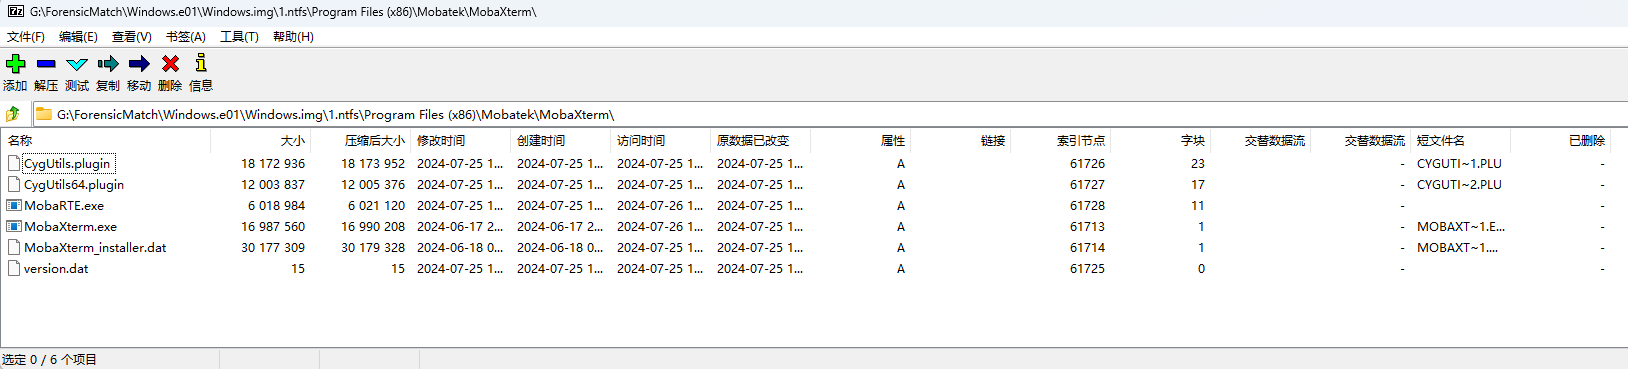 G:\ForensicMatch\Windows.e01\Windows.img\1.ntfs\Program Files (x86)\Mobatek\MobaXterm\
文件(F) 编辑(E) 查看(V) 书签(A) 工具(T) 帮助(H)
添加 解压 测试 复制 移动 删除 信息
G:\ForensicMatch\Windows.e01\Windows.img\1.ntfs\Program Files (x86)\Mobatek\MobaXterm\
名称 大小 压缩后大小 修改时间 创建时间 访问时间 原数据已改变 属性 链接 索引节点 字块 交替数据流 交替数据流 短文件名 已删除
CygUtils.plugin 18 172 936 18 173 952 2024-07-25 1... 2024-07-25 1... 2024-07-25 1... 2024-07-25 1... A 61726 23 - CYGUTI~1.PLU -
CygUtils64.plugin 12 003 837 12 005 376 2024-07-25 1... 2024-07-25 1... 2024-07-25 1... 2024-07-25 1... A 61727 17 - CYGUTI~2.PLU -
MobaRTE.exe 6 018 984 6 021 120 2024-07-25 1... 2024-07-25 1... 2024-07-26 1... 2024-07-25 1... A 61728 11 - -
MobaXterm.exe 16 987 560 16 990 208 2024-06-17 2... 2024-06-17 2... 2024-07-26 1... 2024-07-25 1... A 61713 1 - MOBAXT~1.E... -
MobaXterm_installer.dat 30 177 309 30 179 328 2024-06-18 0... 2024-06-18 0... 2024-07-25 1... 2024-07-25 1... A 61714 1 - MOBAXT~1.... -
version.dat 15 15 2024-07-25 1... 2024-07-25 1... 2024-07-25 1... 2024-07-25 1... A 61725 0 - -
选定 0 / 6 个项目